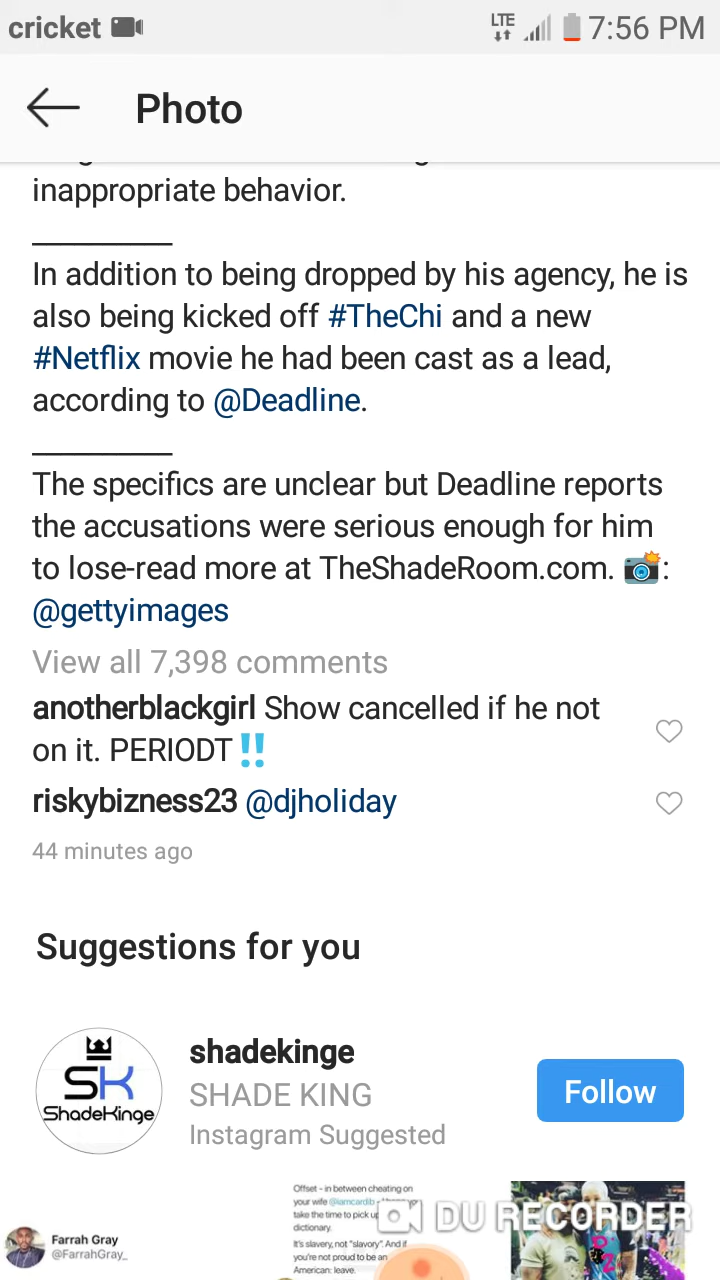 cricket LTE 7:56 PM
Photo
inappropriate behavior.
In addition to being dropped by his agency, he is
also being kicked off #TheChi and a new
#Netflix movie he had been cast as a lead,
according to @Deadline.
The specifics are unclear but Deadline reports
the accusations were serious enough for him
to lose-read more at TheShadeRoom.com. 📸:
@gettyimages
View all 7,398 comments
anotherblackgirl Show cancelled if he not
on it. PERIODT‼️
riskybizness23 @djholiday
44 minutes ago
Suggestions for you
SK
ShadeKinge
shadekinge
SHADE KING
Instagram Suggested
Follow
Farrah Gray
@FarrahGray_
Offset - in between cheating on
your wife @iamcardib -
take the time to pick up
dictionary.
It's slavery, not "slavory". And if
you're not proud to be an
American: leave.
DU RECORDER